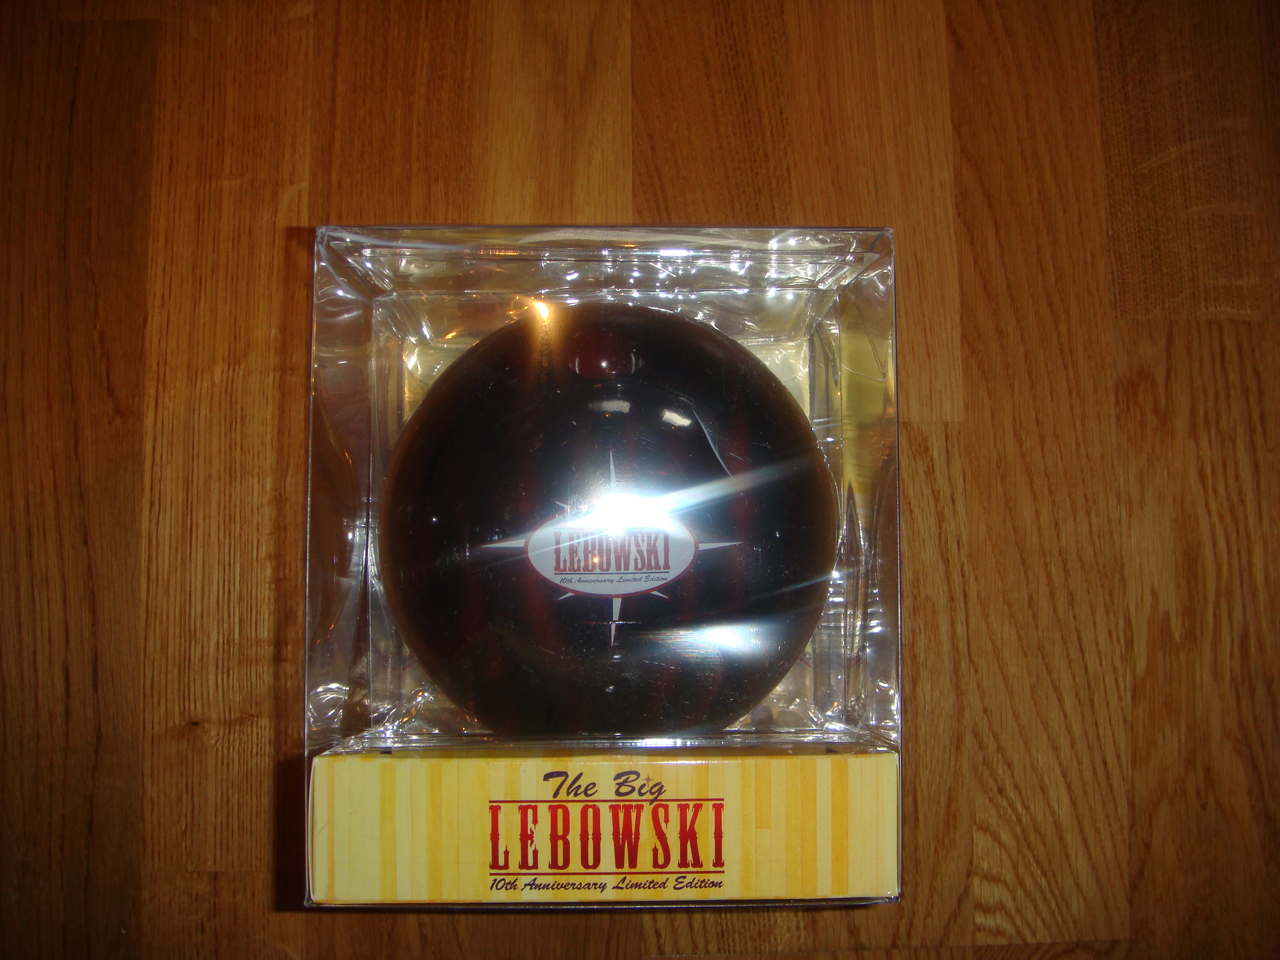 LEBOWSKI
10th Anniversary Limited Edition
The Big
LEBOWSKI
10th Anniversary Limited Edition